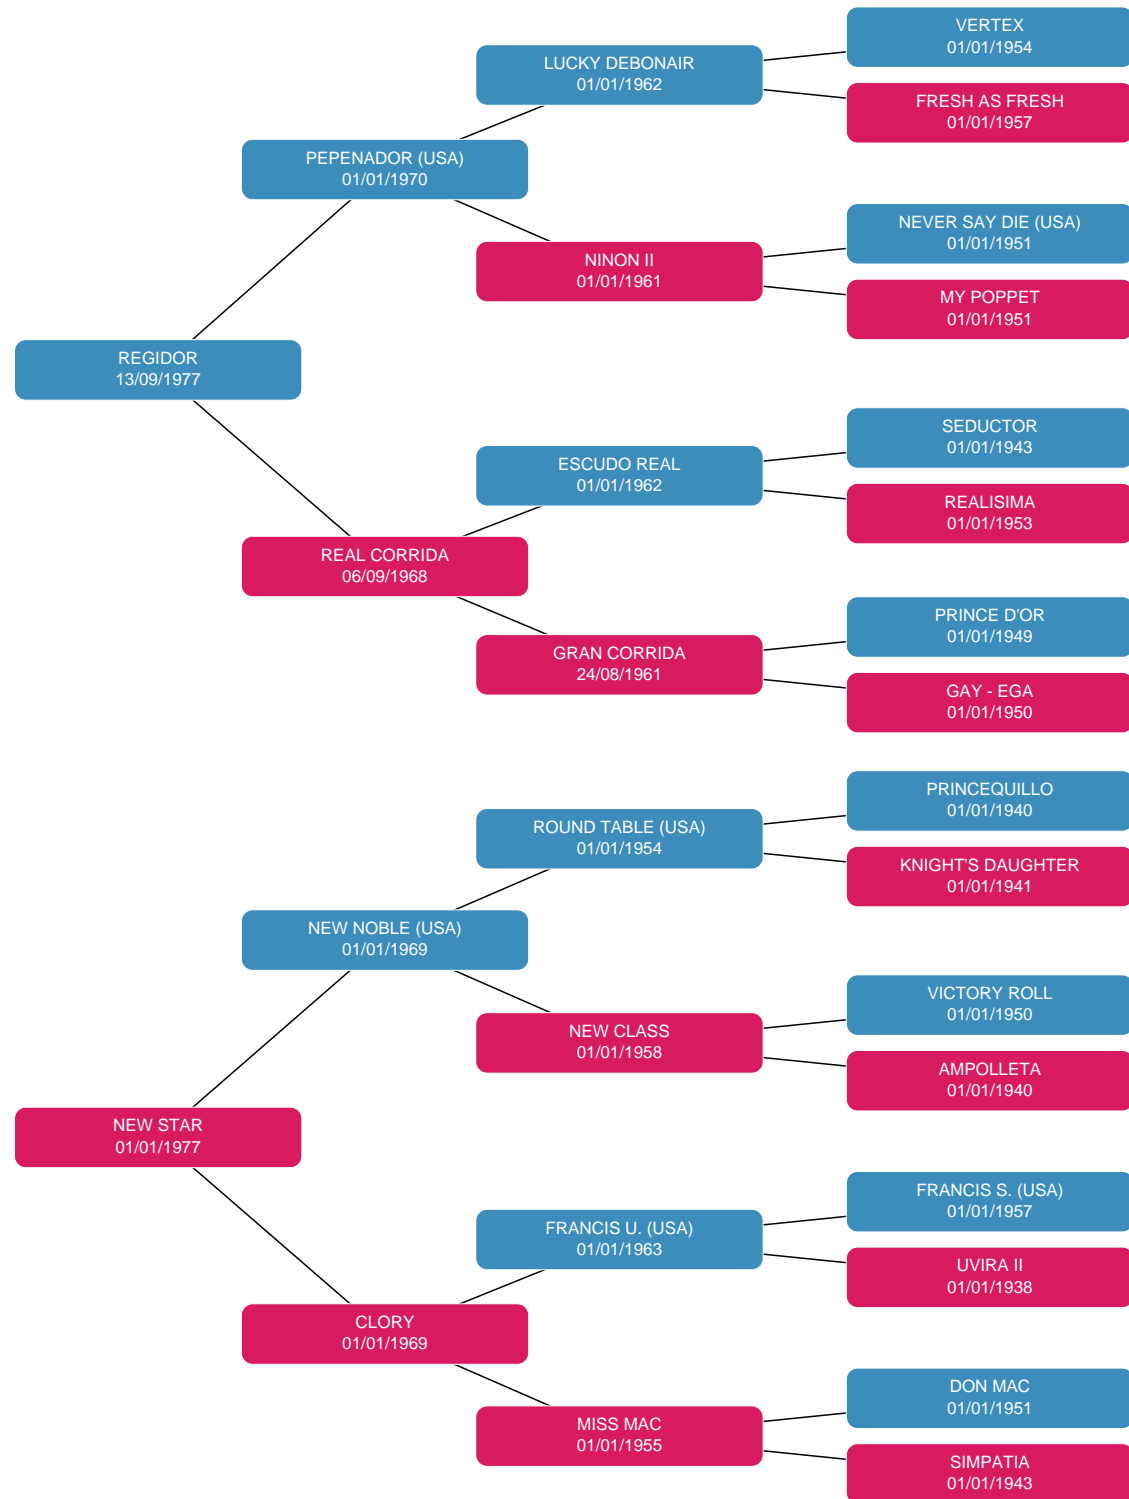 VERTEX
01/01/1954
LUCKY DEBONAIR
01/01/1962
FRESH AS FRESH
01/01/1957
PEPENADOR (USA)
01/01/1970
NEVER SAY DIE (USA)
01/01/1951
NINON II
01/01/1961
MY POPPET
01/01/1951
REGIDOR
13/09/1977
SEDUCTOR
01/01/1943
ESCUDO REAL
01/01/1962
REALISIMA
01/01/1953
REAL CORRIDA
06/09/1968
PRINCE D'OR
01/01/1949
GRAN CORRIDA
24/08/1961
GAY - EGA
01/01/1950
PRINCEQUILLO
01/01/1940
ROUND TABLE (USA)
01/01/1954
KNIGHT'S DAUGHTER
01/01/1941
NEW NOBLE (USA)
01/01/1969
VICTORY ROLL
01/01/1950
NEW CLASS
01/01/1958
AMPOLLETA
01/01/1940
NEW STAR
01/01/1977
FRANCIS S. (USA)
01/01/1957
FRANCIS U. (USA)
01/01/1963
UVIRA II
01/01/1938
CLORY
01/01/1969
DON MAC
01/01/1951
MISS MAC
01/01/1955
SIMPATIA
01/01/1943